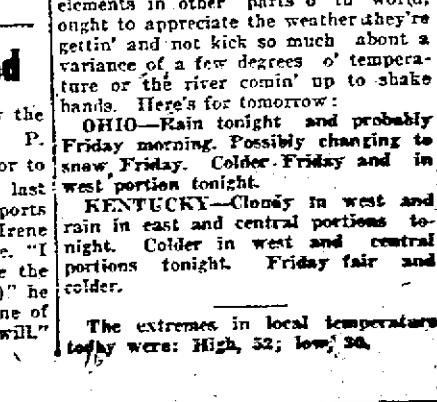 d
the
P.
or to
last
ports
Irene
e. "I
e the
)" he
ne of
will."
elements in other parts o' th' world,
ought to appreciate the weather they're
gettin' and not kick so much about a
variance of a few degrees o' tempera-
ture or the river comin' up to shake
hands. Here's for tomorrow:
OHIO—Rain tonight and probably
Friday morning. Possibly changing to
snow Friday. Colder Friday and in
west portion tonight.
KENTUCKY—Cloudy in west and
rain in east and central portions to-
night. Colder in west and central
portions tonight. Friday fair and
colder.
The extremes in local temperature
today were: High, 52; low, 30.